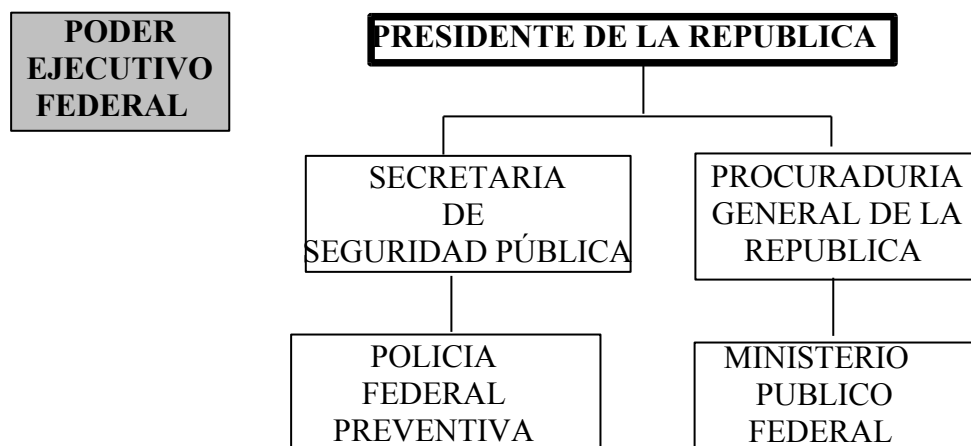 PODER
EJECUTIVO
FEDERAL
PRESIDENTE DE LA REPUBLICA
SECRETARIA
DE
SEGURIDAD PÚBLICA
PROCURADURIA
GENERAL DE LA
REPUBLICA
POLICIA
FEDERAL
PREVENTIVA
MINISTERIO
PUBLICO
FEDERAL